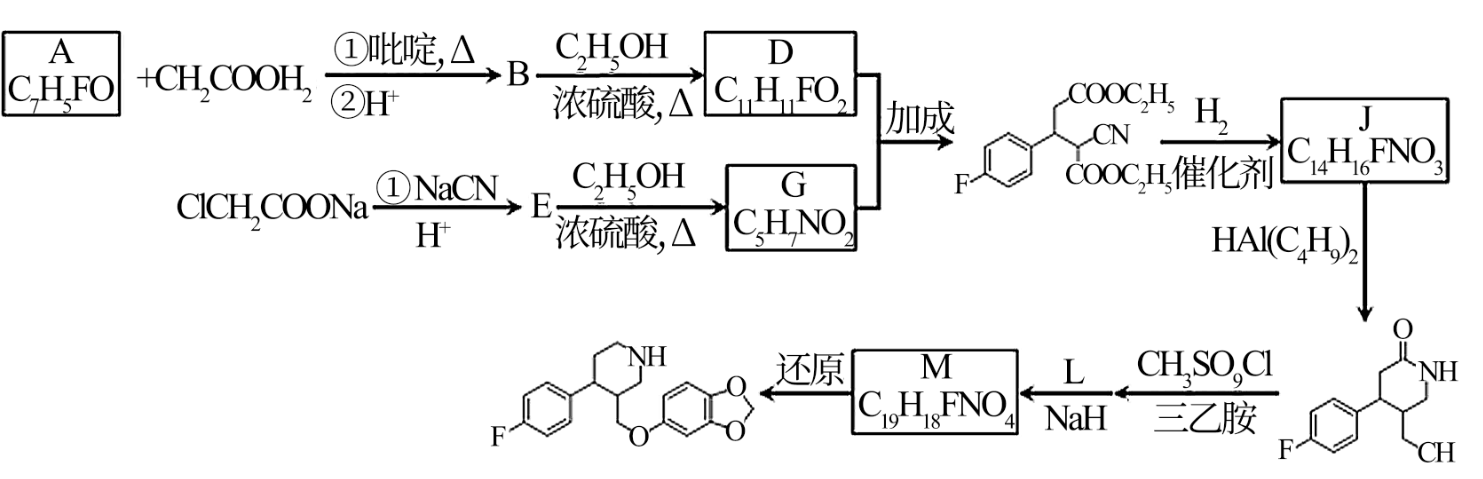 A
C₇H₅FO
+CH₂COOH₂
①吡啶, Δ
②H⁺
B
C₂H₅OH
浓硫酸, Δ
D
C₁₁H₁₁FO₂
ClCH₂COONa
①NaCN
H⁺
E
C₂H₅OH
浓硫酸, Δ
G
C₅H₇NO₂
加成
COOC₂H₅
CN
COOC₂H₅
F
H₂
催化剂
J
C₁₄H₁₆FNO₃
HAl(C₄H₉)₂
O
NH
F
CH
CH₃SO₉Cl
三乙胺
L
NaH
M
C₁₉H₁₈FNO₄
还原
NH
F
O
O
O